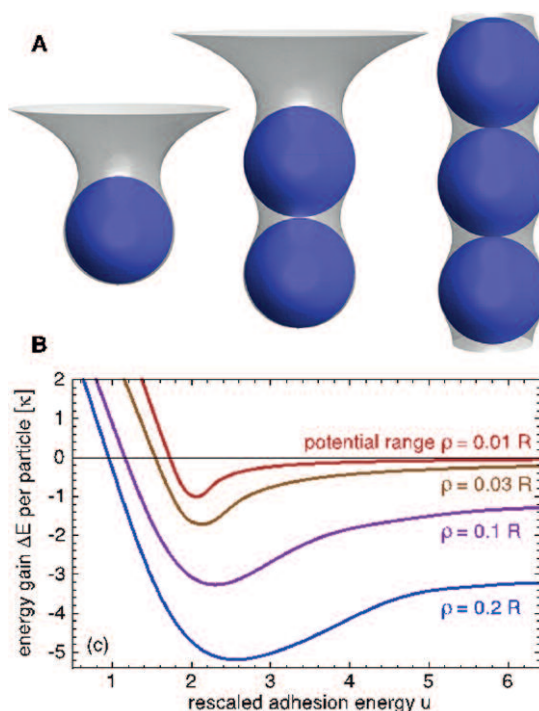 A
B
energy gain ΔE per particle [κ]
2
1
0
-1
-2
-3
-4
-5
potential range ρ = 0.01 R
ρ = 0.03 R
ρ = 0.1 R
ρ = 0.2 R
(c)
1 2 3 4 5 6
rescaled adhesion energy u